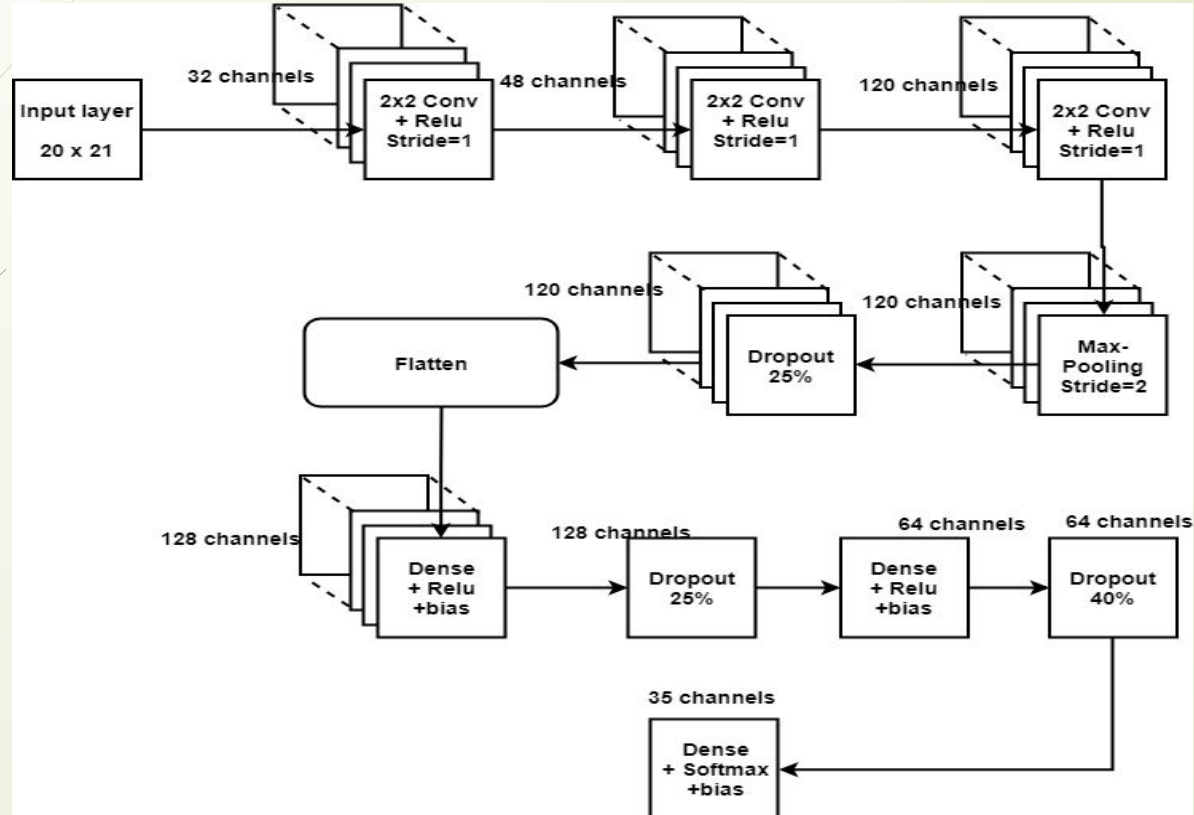 Input layer
20 x 21
32 channels
2x2 Conv
+ Relu
Stride=1
48 channels
2x2 Conv
+ Relu
Stride=1
120 channels
2x2 Conv
+ Relu
Stride=1
120 channels
Max-
Pooling
Stride=2
120 channels
Dropout
25%
Flatten
128 channels
Dense
+ Relu
+bias
128 channels
Dropout
25%
64 channels
Dense
+ Relu
+bias
64 channels
Dropout
40%
35 channels
Dense
+ Softmax
+bias